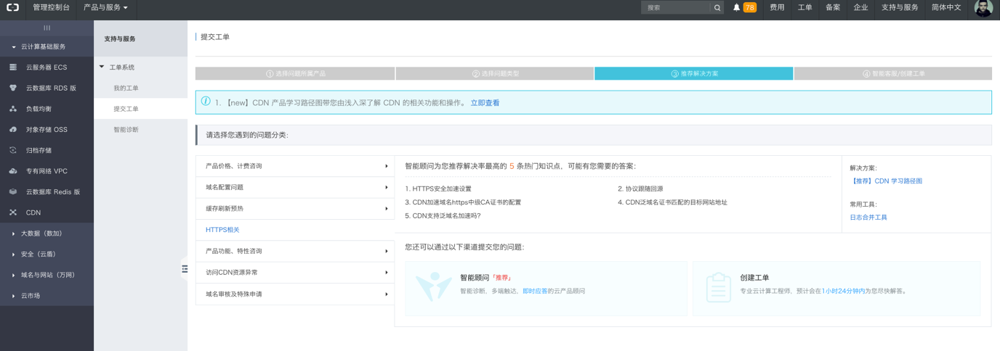 管理控制台 产品与服务 搜索 78 费用 工单 备案 企业 支持与服务 简体中文
云计算基础服务
云服务器 ECS
云数据库 RDS 版
负载均衡
对象存储 OSS
归档存储
专有网络 VPC
云数据库 Redis 版
CDN
大数据（数加）
安全（云盾）
域名与网站（万网）
云市场
支持与服务
工单系统
我的工单
提交工单
智能诊断
提交工单
① 选择问题所属产品 ② 选择问题类型 ③ 推荐解决方案 ④ 智能客服/创建工单
1. 【new】CDN 产品学习路径图带您由浅入深了解 CDN 的相关功能和操作。 立即查看
请选择您遇到的问题分类:
产品价格、计费咨询
域名配置问题
缓存刷新预热
HTTPS相关
产品功能、特性咨询
访问CDN资源异常
域名审核及特殊申请
智能顾问为您推荐解决率最高的 5 条热门知识点，可能有您需要的答案:
1. HTTPS安全加速设置 2. 协议跟随回源
3. CDN加速域名https中级CA证书的配置 4. CDN泛域名证书匹配的目标网站地址
5. CDN支持泛域名加速吗?
解决方案:
【推荐】CDN 学习路径图
常用工具:
日志合并工具
您还可以通过以下渠道提交您的问题:
智能顾问「推荐」
智能诊断，多端触达，即时应答的云产品顾问
创建工单
专业云计算工程师，预计会在1小时24分钟内为您尽快解答。